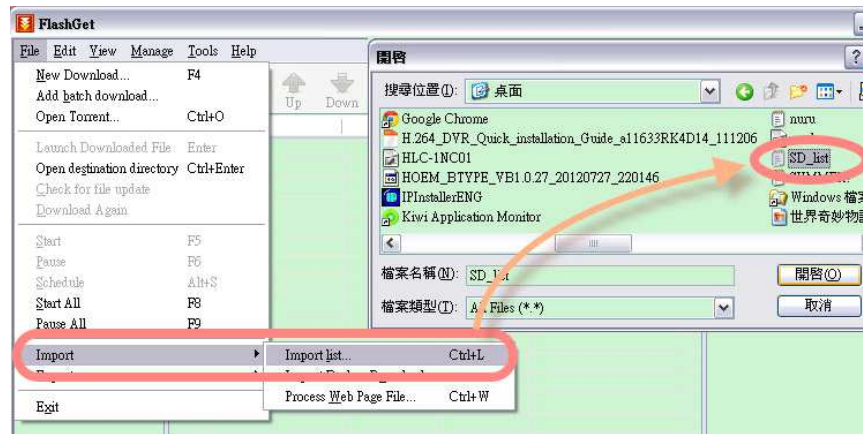 FlashGet
File Edit View Manage Tools Help
New Download... F4
Add batch download...
Open Torrent... Ctrl+O
Launch Downloaded File Enter
Open destination directory Ctrl+Enter
Check for file update
Download Again
Start F5
Pause F6
Schedule Alt+S
Start All F8
Pause All F9
Import
Exit
Import list... Ctrl+L
Process Web Page File... Ctrl+W
Up Down
開啓
搜尋位置(I): 桌面
Google Chrome
H.264_DVR_Quick_installation_Guide_a11633RK4D14_111206
HLC-1NC01
HOEM_BTYPE_VB1.0.27_20120727_220146
IPInstallerENG
Kiwi Application Monitor
nuru
SD_list
Windows
世界奇妙物
檔案名稱(N): SD_list
開啓(O)
檔案類型(T): All Files (*.*)
取消